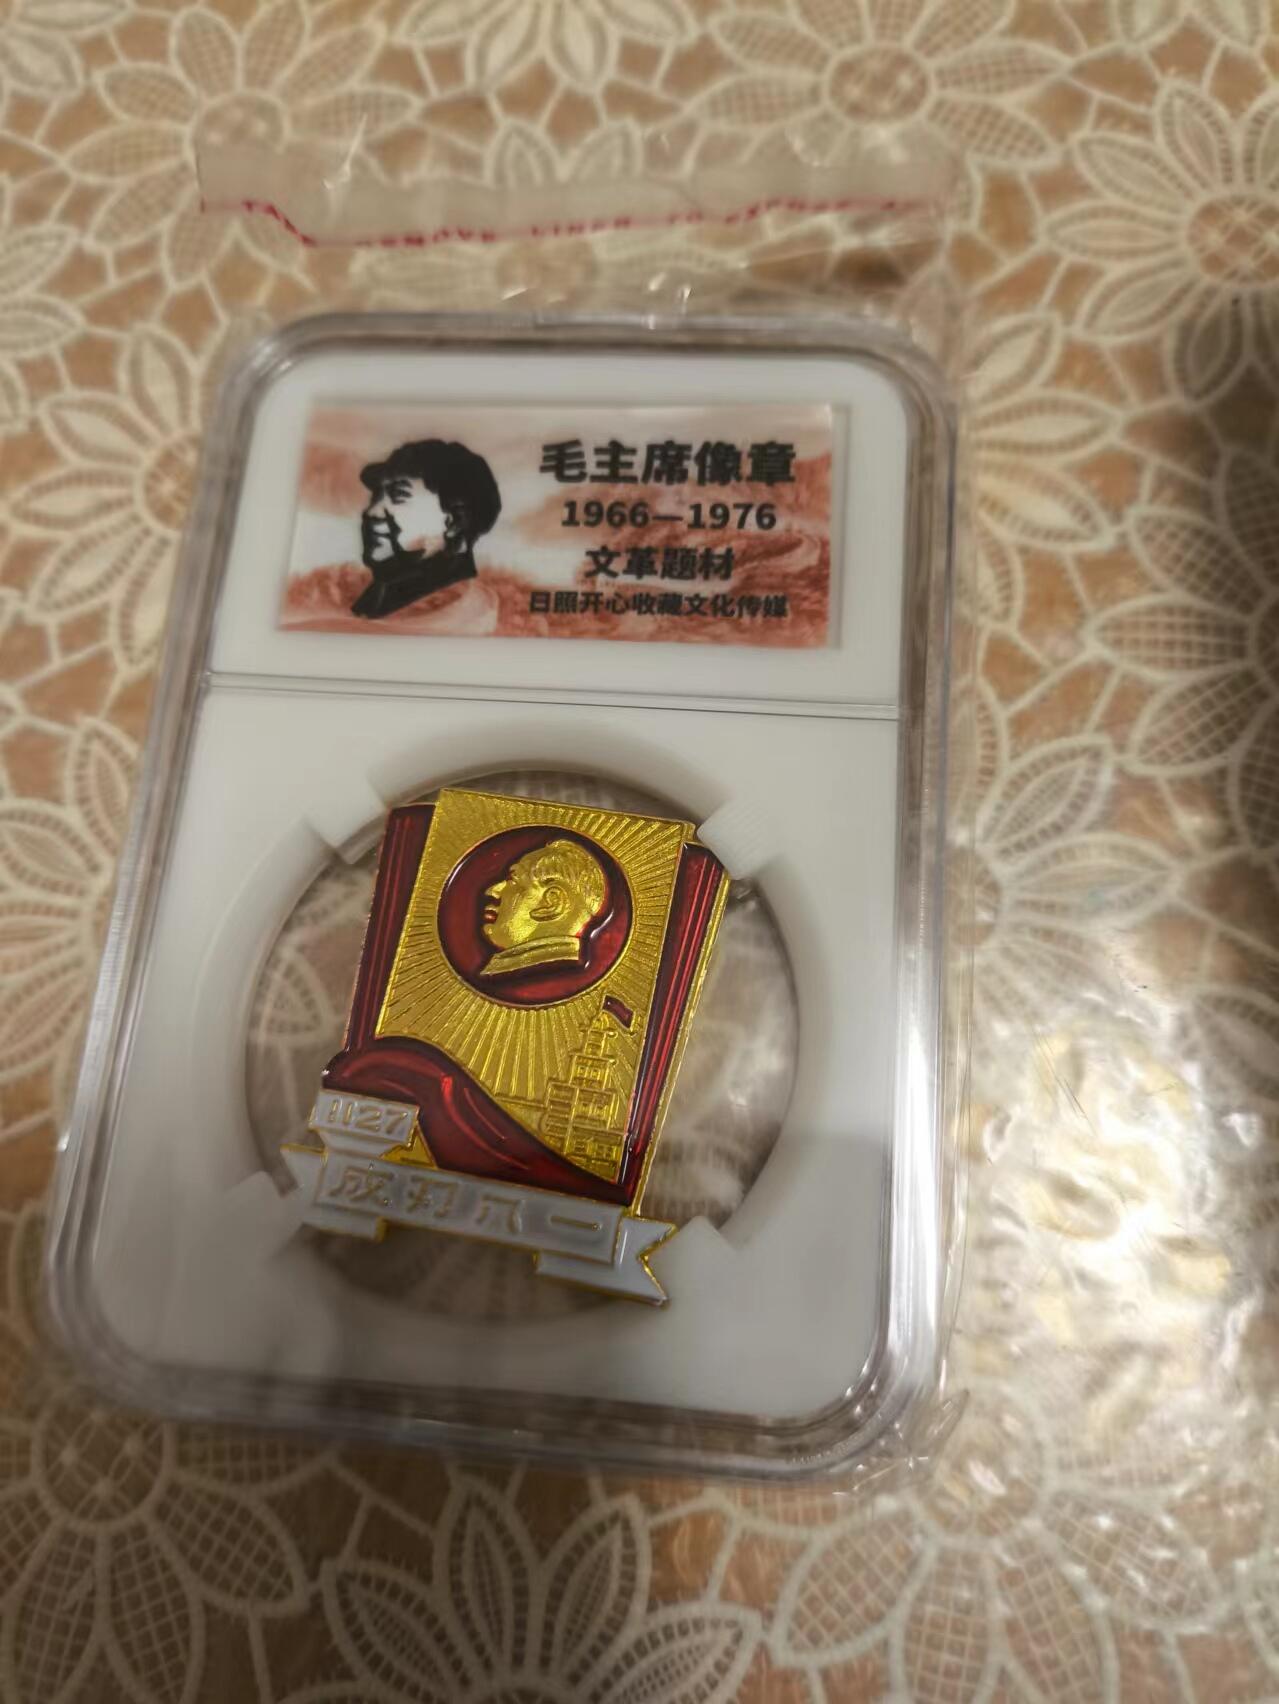 毛主席像章
1966—1976
文革题材
日照开心收藏文化传媒
1127
成都八一